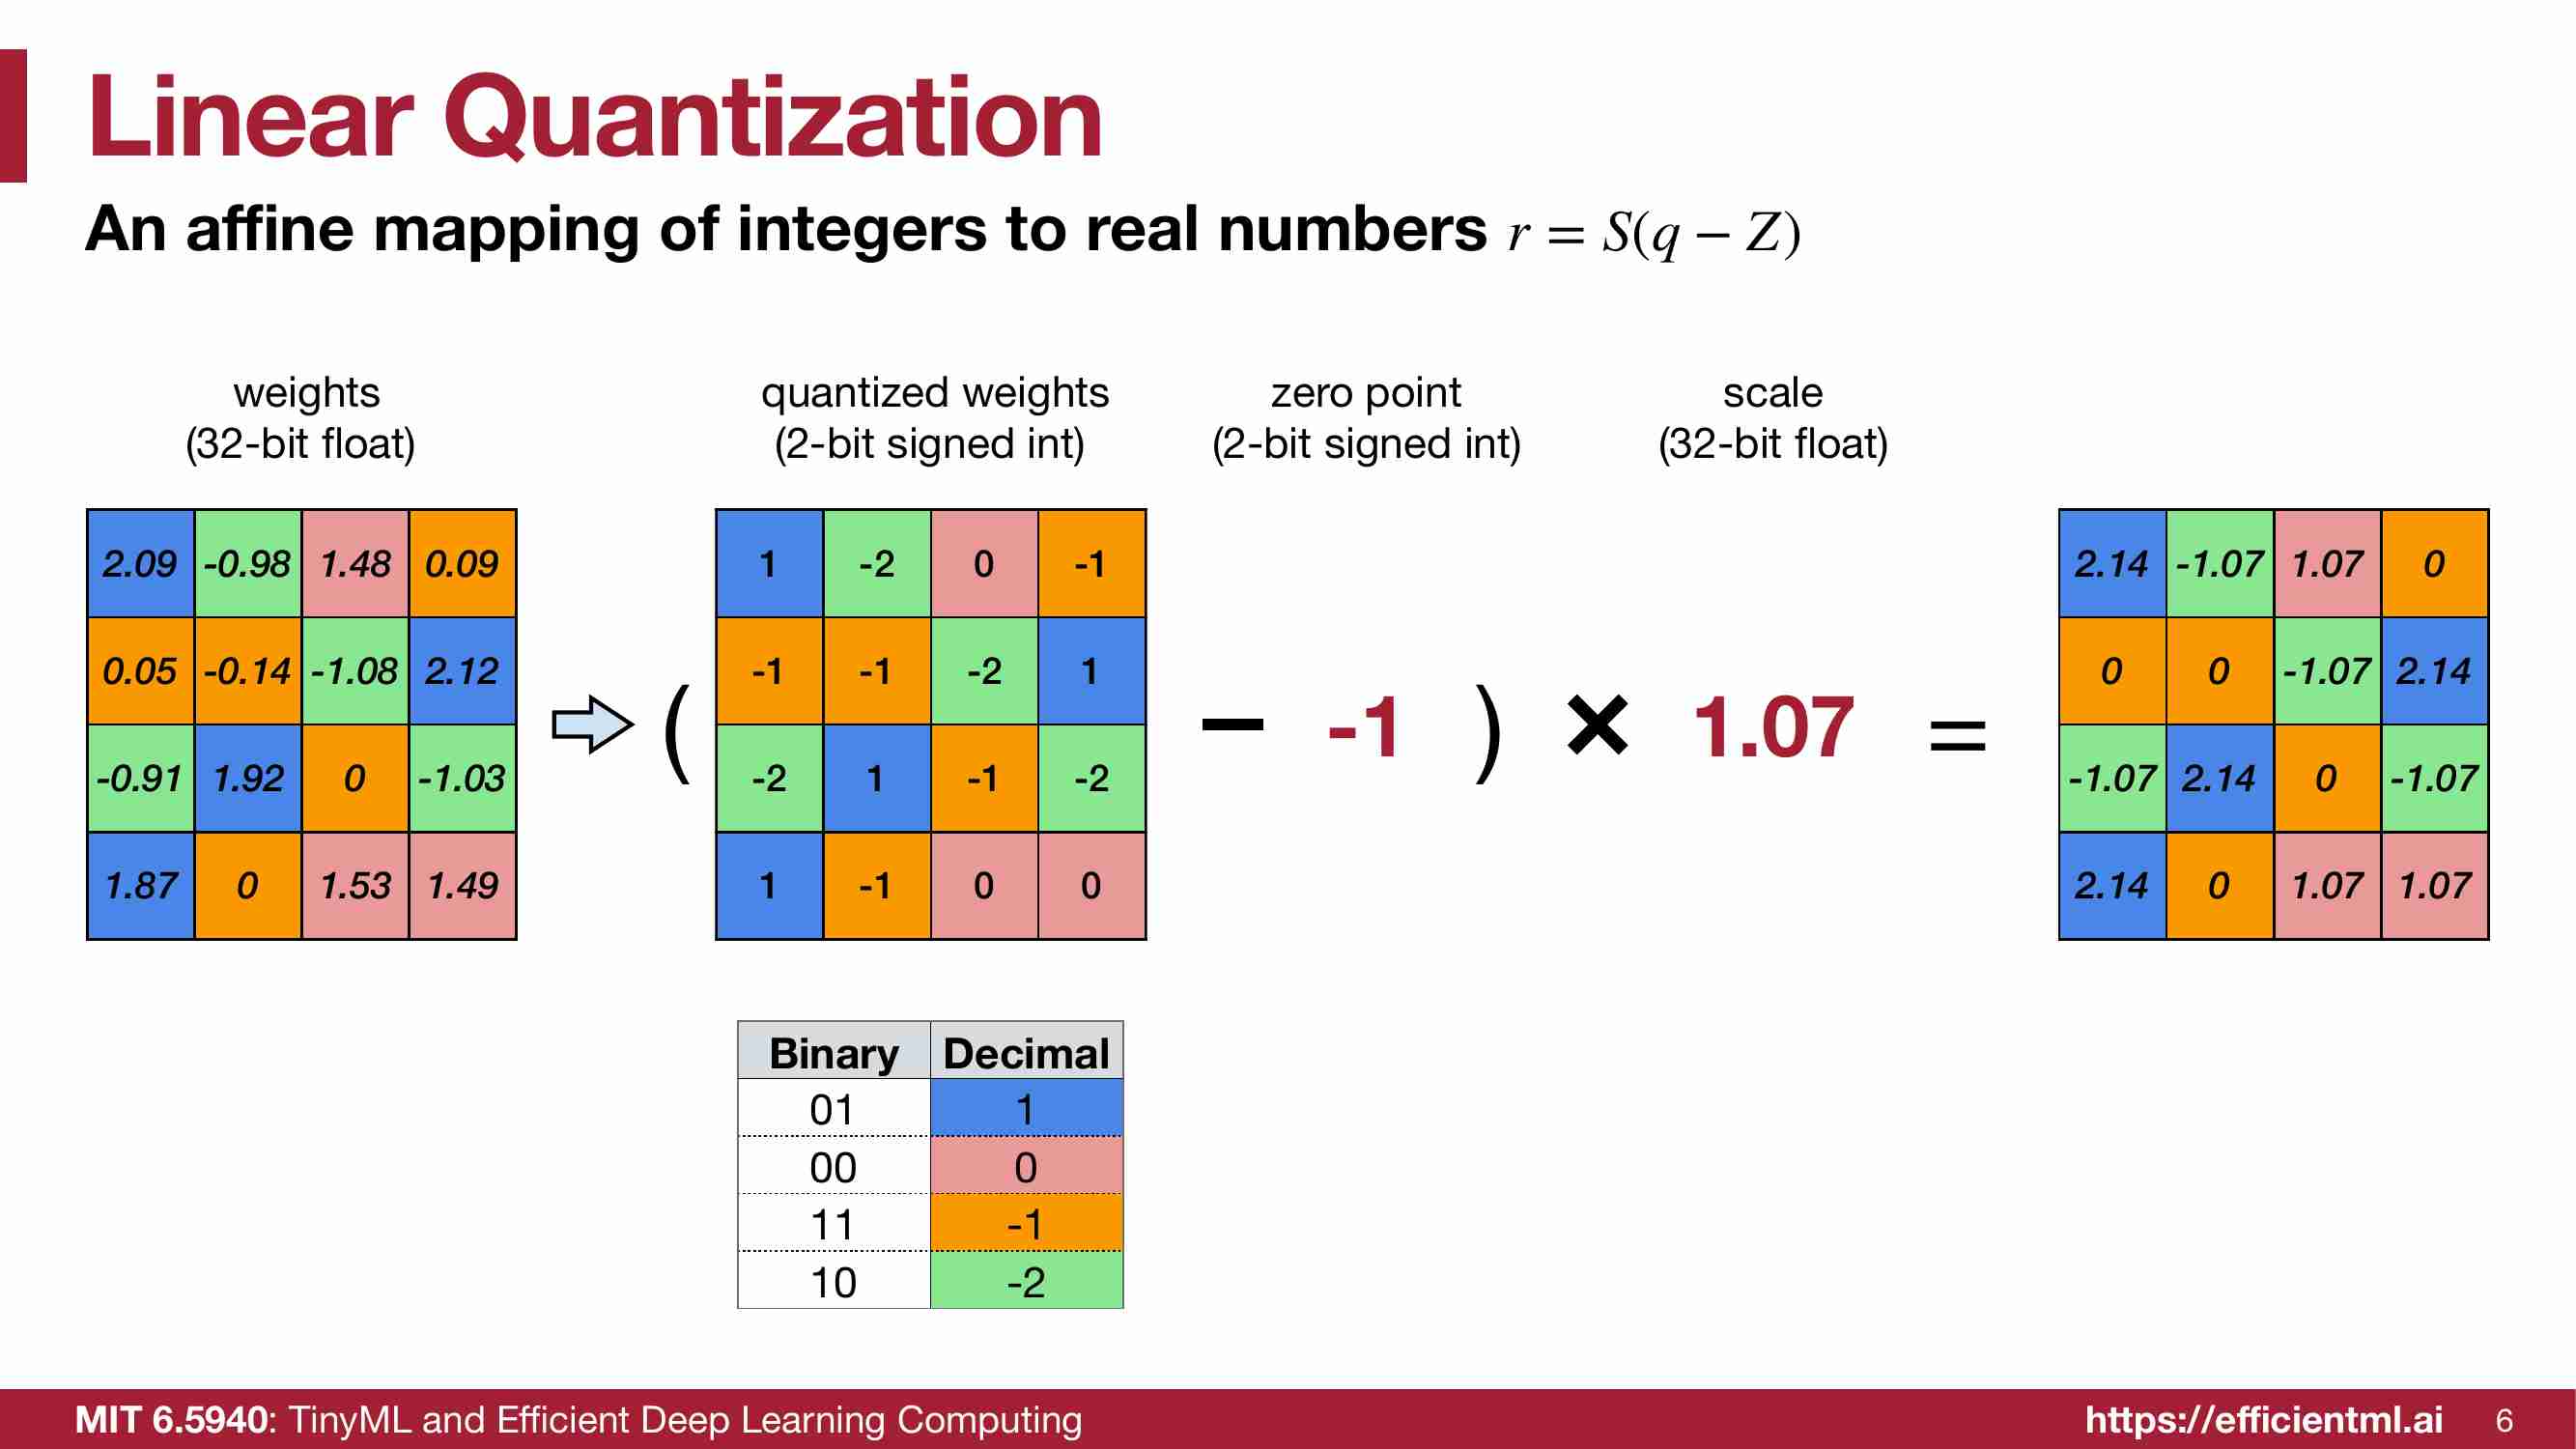 Linear Quantization
An affine mapping of integers to real numbers r = S(q − Z)
weights
(32-bit float)
quantized weights
(2-bit signed int)
zero point
(2-bit signed int)
scale
(32-bit float)
2.09 -0.98 1.48 0.09
0.05 -0.14 -1.08 2.12
-0.91 1.92 0 -1.03
1.87 0 1.53 1.49
(
1 -2 0 -1
-1 -1 -2 1
-2 1 -1 -2
1 -1 0 0
− -1 ) × 1.07 =
2.14 -1.07 1.07 0
0 0 -1.07 2.14
-1.07 2.14 0 -1.07
2.14 0 1.07 1.07
Binary Decimal
01 1
00 0
11 -1
10 -2
MIT 6.5940: TinyML and Efficient Deep Learning Computing
https://efficientml.ai 6